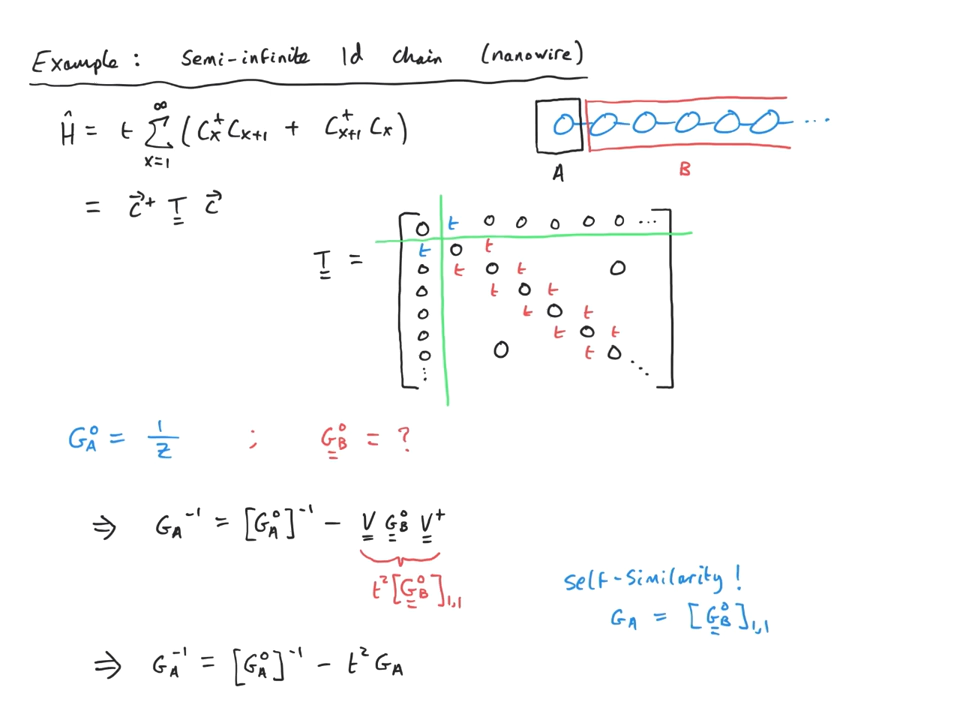 Example : Semi-infinite 1d chain (nanowire)
Ĥ = t ∑_{x=1}^{∞} ( C_x^+ C_{x+1} + C_{x+1}^+ C_x )
A B ...
= c⃗^+ T c⃗
T =
0 t 0 0 0 0 0 ...
t 0 t
0 t 0 t 0
0 t 0 t
0 t 0 t
0 t 0 t
0 0 t 0 ...
...
G_A^0 = 1/z ; G_B^0 = ?
⇒ G_A^{-1} = [G_A^0]^{-1} - V G_B^0 V^+
t^2 [G_B^0]_{1,1}
Self-Similarity !
G_A = [G_B^0]_{1,1}
⇒ G_A^{-1} = [G_A^0]^{-1} - t^2 G_A